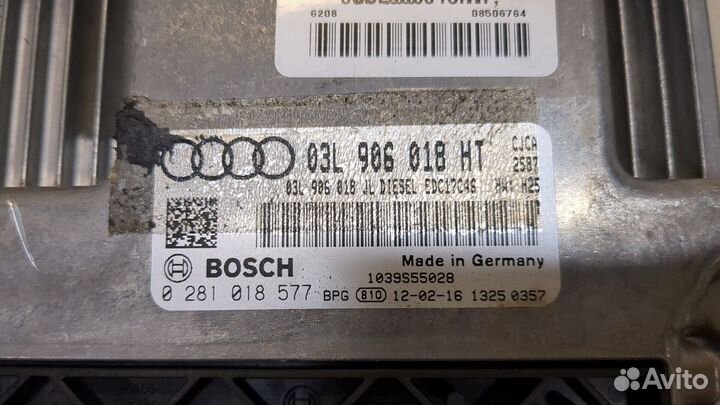 6208 08506764
03L 906 018 HT CJCA
2587
03L 906 018 JL DIESEL EDC17C46 HW: H25
BOSCH Made in Germany
1039S55028
0 281 018 577 BPG 810 12-02-16 1325 0357
Avito